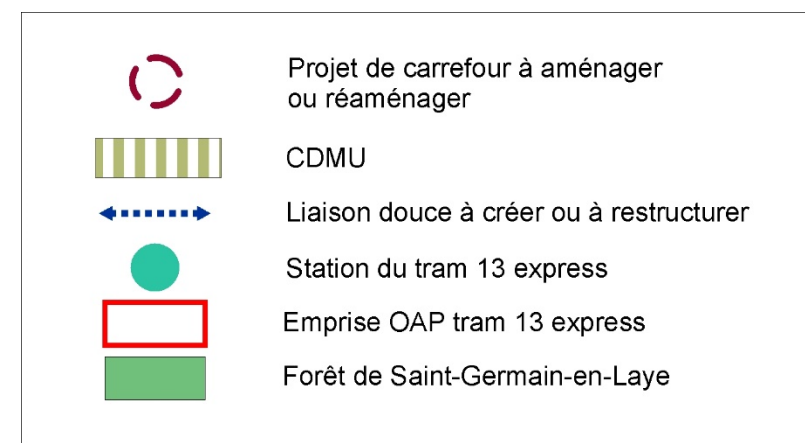 Projet de carrefour à aménager
ou réaménager
CDMU
Liaison douce à créer ou à restructurer
Station du tram 13 express
Emprise OAP tram 13 express
Forêt de Saint-Germain-en-Laye